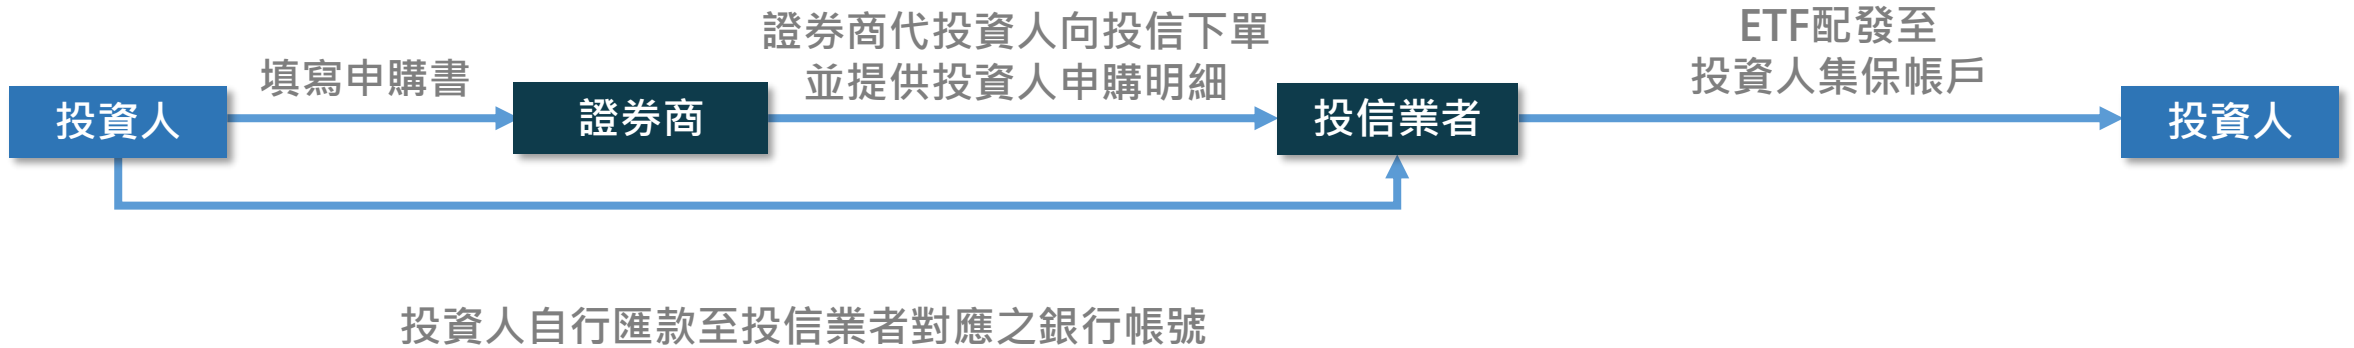 投資人
填寫申購書
證券商
證券商代投資人向投信下單
並提供投資人申購明細
投信業者
ETF配發至
投資人集保帳戶
投資人
投資人自行匯款至投信業者對應之銀行帳號